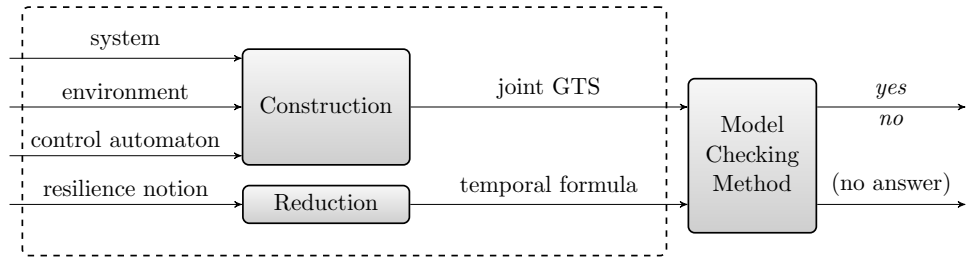 system
environment
control automaton
resilience notion
Construction
Reduction
joint GTS
temporal formula
Model
Checking
Method
yes
no
(no answer)